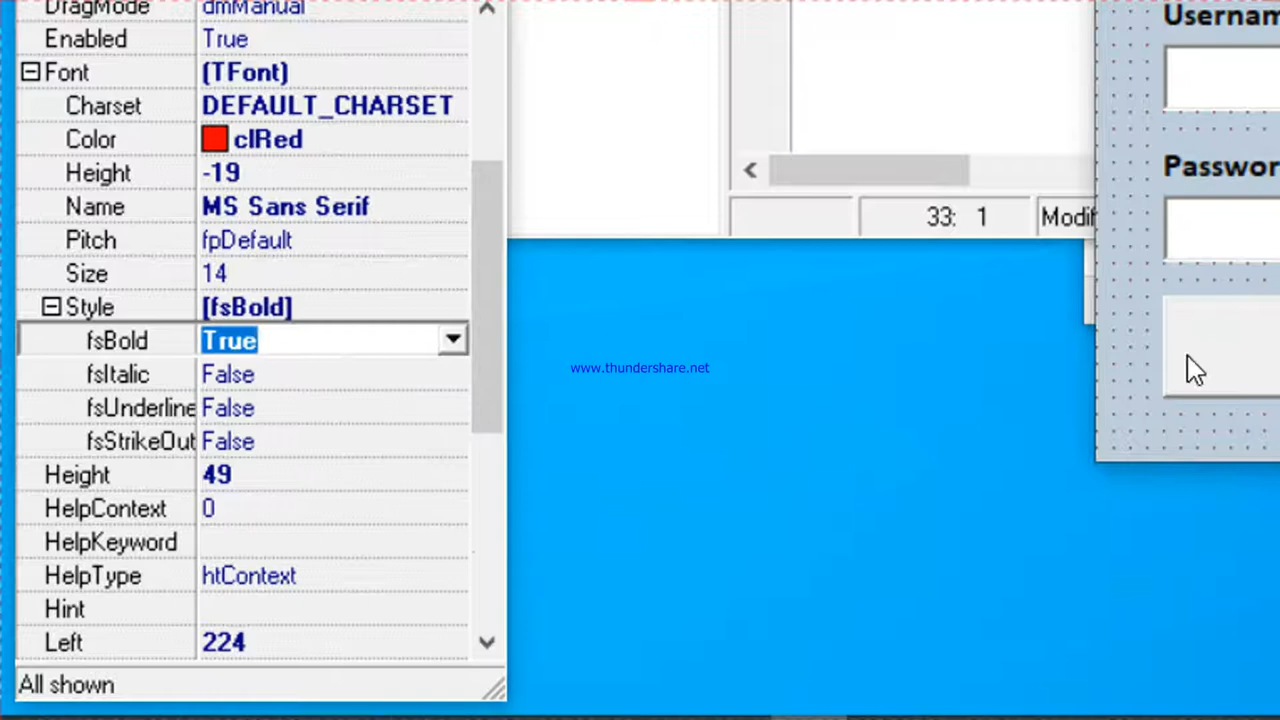 DragMode dmManual
Enabled True
Font (TFont)
Charset DEFAULT_CHARSET
Color clRed
Height -19
Name MS Sans Serif
Pitch fpDefault
Size 14
Style [fsBold]
fsBold True
fsItalic False
fsUnderline False
fsStrikeOut False
Height 49
HelpContext 0
HelpKeyword
HelpType htContext
Hint
Left 224
All shown
33: 1 Modif
Usernam
Passwor
www.thundershare.net